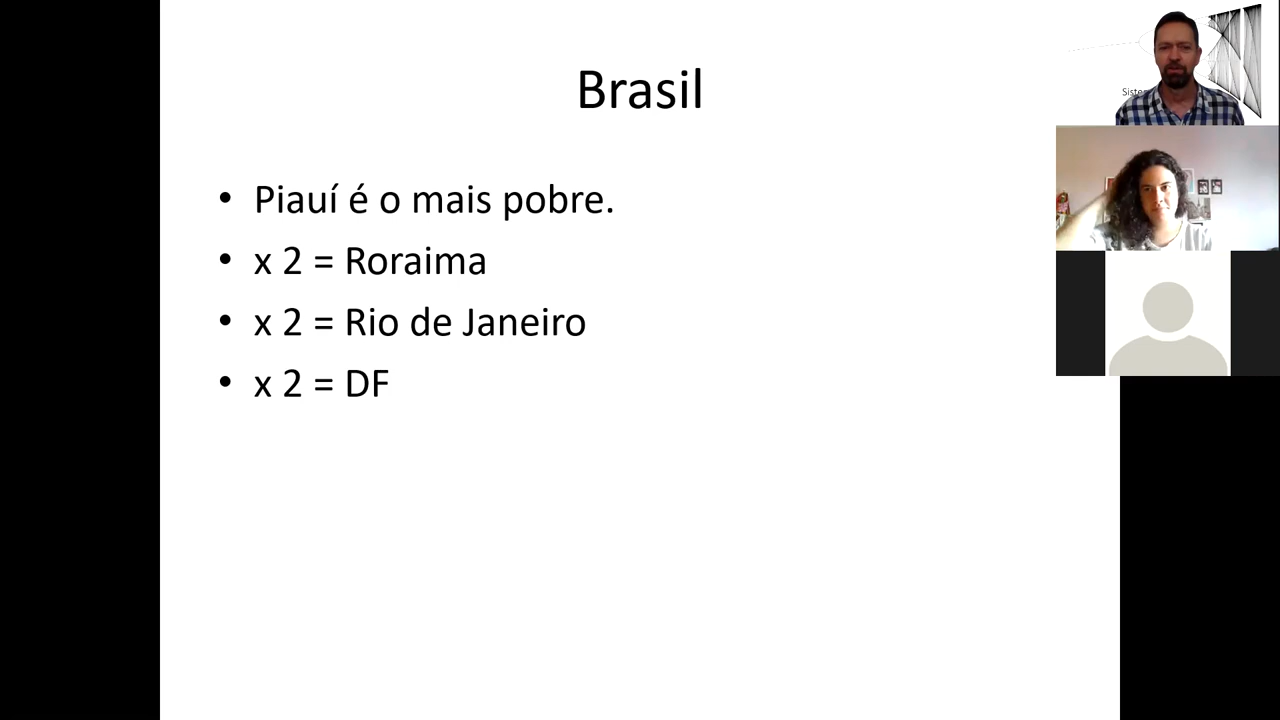 Brasil
• Piauí é o mais pobre.
• x 2 = Roraima
• x 2 = Rio de Janeiro
• x 2 = DF